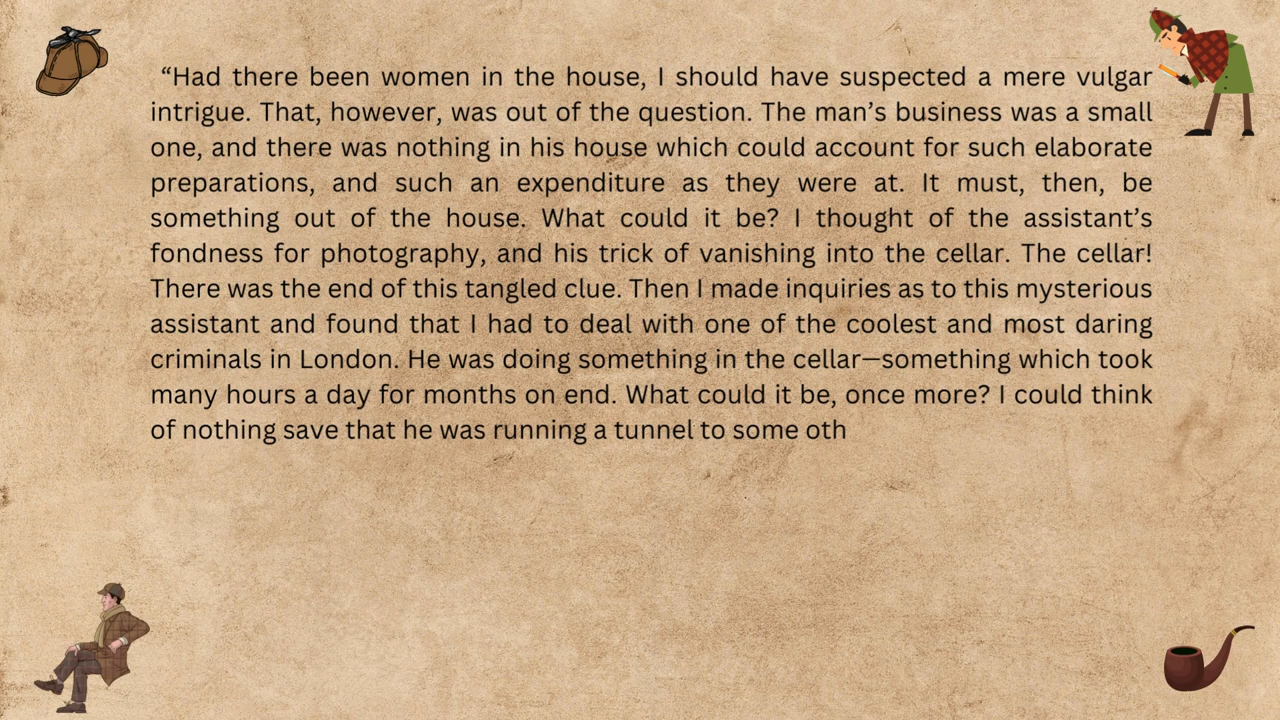 “Had there been women in the house, I should have suspected a mere vulgar
intrigue. That, however, was out of the question. The man’s business was a small
one, and there was nothing in his house which could account for such elaborate
preparations, and such an expenditure as they were at. It must, then, be
something out of the house. What could it be? I thought of the assistant’s
fondness for photography, and his trick of vanishing into the cellar. The cellar!
There was the end of this tangled clue. Then I made inquiries as to this mysterious
assistant and found that I had to deal with one of the coolest and most daring
criminals in London. He was doing something in the cellar—something which took
many hours a day for months on end. What could it be, once more? I could think
of nothing save that he was running a tunnel to some oth